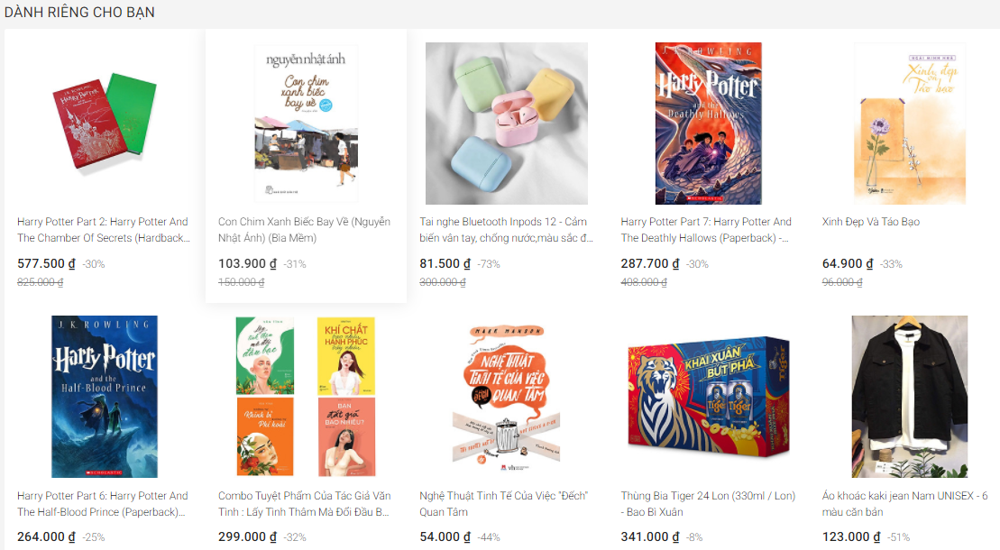 DÀNH RIÊNG CHO BẠN
HARRY POTTER
nguyễn nhật ánh
Con chim
xanh biếc
bay về
J. K. ROWLING
Harry Potter
and the
Deathly Hallows
SCHOLASTIC
Xinh đẹp
Và
Táo bạo
Harry Potter Part 2: Harry Potter And
The Chamber Of Secrets (Hardback...
577.500 ₫ -30%
825.000 ₫
Con Chim Xanh Biếc Bay Về (Nguyễn
Nhật Ánh) (Bìa Mềm)
103.900 ₫ -31%
150.000 ₫
Tai nghe Bluetooth Inpods 12 - Cảm
biến vân tay, chống nước,màu sắc đ...
81.500 ₫ -73%
300.000 ₫
Harry Potter Part 7: Harry Potter And
The Deathly Hallows (Paperback) -...
287.700 ₫ -30%
408.000 ₫
Xinh Đẹp Và Táo Bạo
64.900 ₫ -33%
96.000 ₫
J. K. ROWLING
Harry Potter
and the
Half-Blood Prince
SCHOLASTIC
KHÍ CHẤT
HẠNH PHÚC
Khinh bỉ
Phí hoài
BẠN
đắt giá
BAO NHIÊU?
MARK MANSON
NGHỆ THUẬT
TINH TẾ CỦA VIỆC
ĐẾCH QUAN TÂM
KHAI XUÂN
BỨT PHÁ
Tiger
Tiger
Harry Potter Part 6: Harry Potter And
The Half-Blood Prince (Paperback)...
264.000 ₫ -25%
Combo Tuyệt Phẩm Của Tác Giả Vãn
Tình : Lấy Tình Thâm Mà Đổi Đầu B...
299.000 ₫ -32%
Nghệ Thuật Tinh Tế Của Việc "Đếch"
Quan Tâm
54.000 ₫ -44%
Thùng Bia Tiger 24 Lon (330ml / Lon)
- Bao Bì Xuân
341.000 ₫ -8%
Áo khoác kaki jean Nam UNISEX - 6
màu căn bản
123.000 ₫ -51%